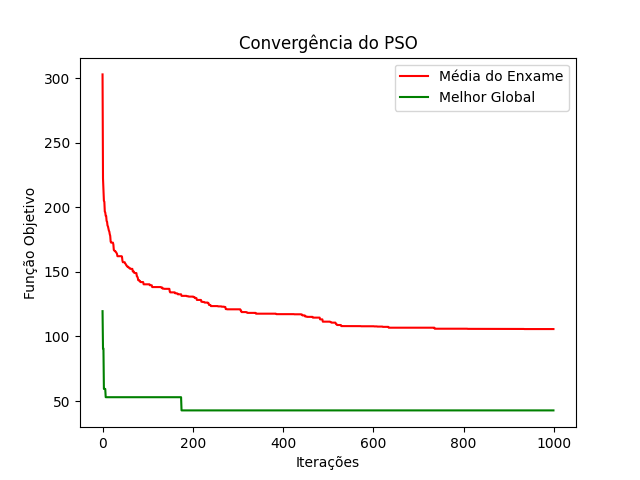 Convergência do PSO
Média do Enxame
Melhor Global
Função Objetivo
300
250
200
150
100
50
0 200 400 600 800 1000
Iterações